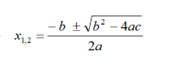 x₁,₂ = (-b ± √(b² - 4ac)) / 2a